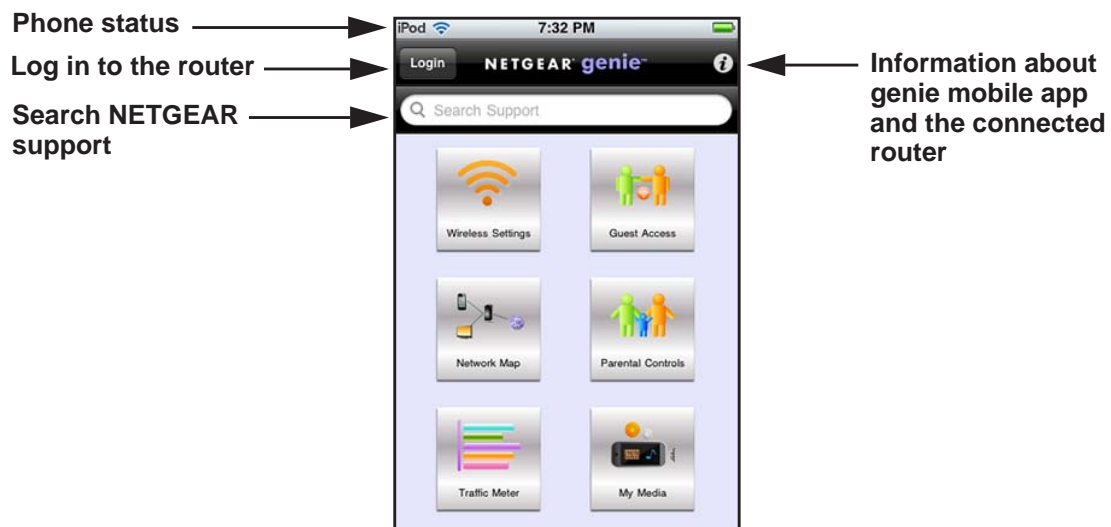 Phone status
Log in to the router
Search NETGEAR
support
iPod 7:32 PM
Login NETGEAR genie™
Search Support
Wireless Settings Guest Access
Network Map Parental Controls
Traffic Meter My Media
Information about
genie mobile app
and the connected
router